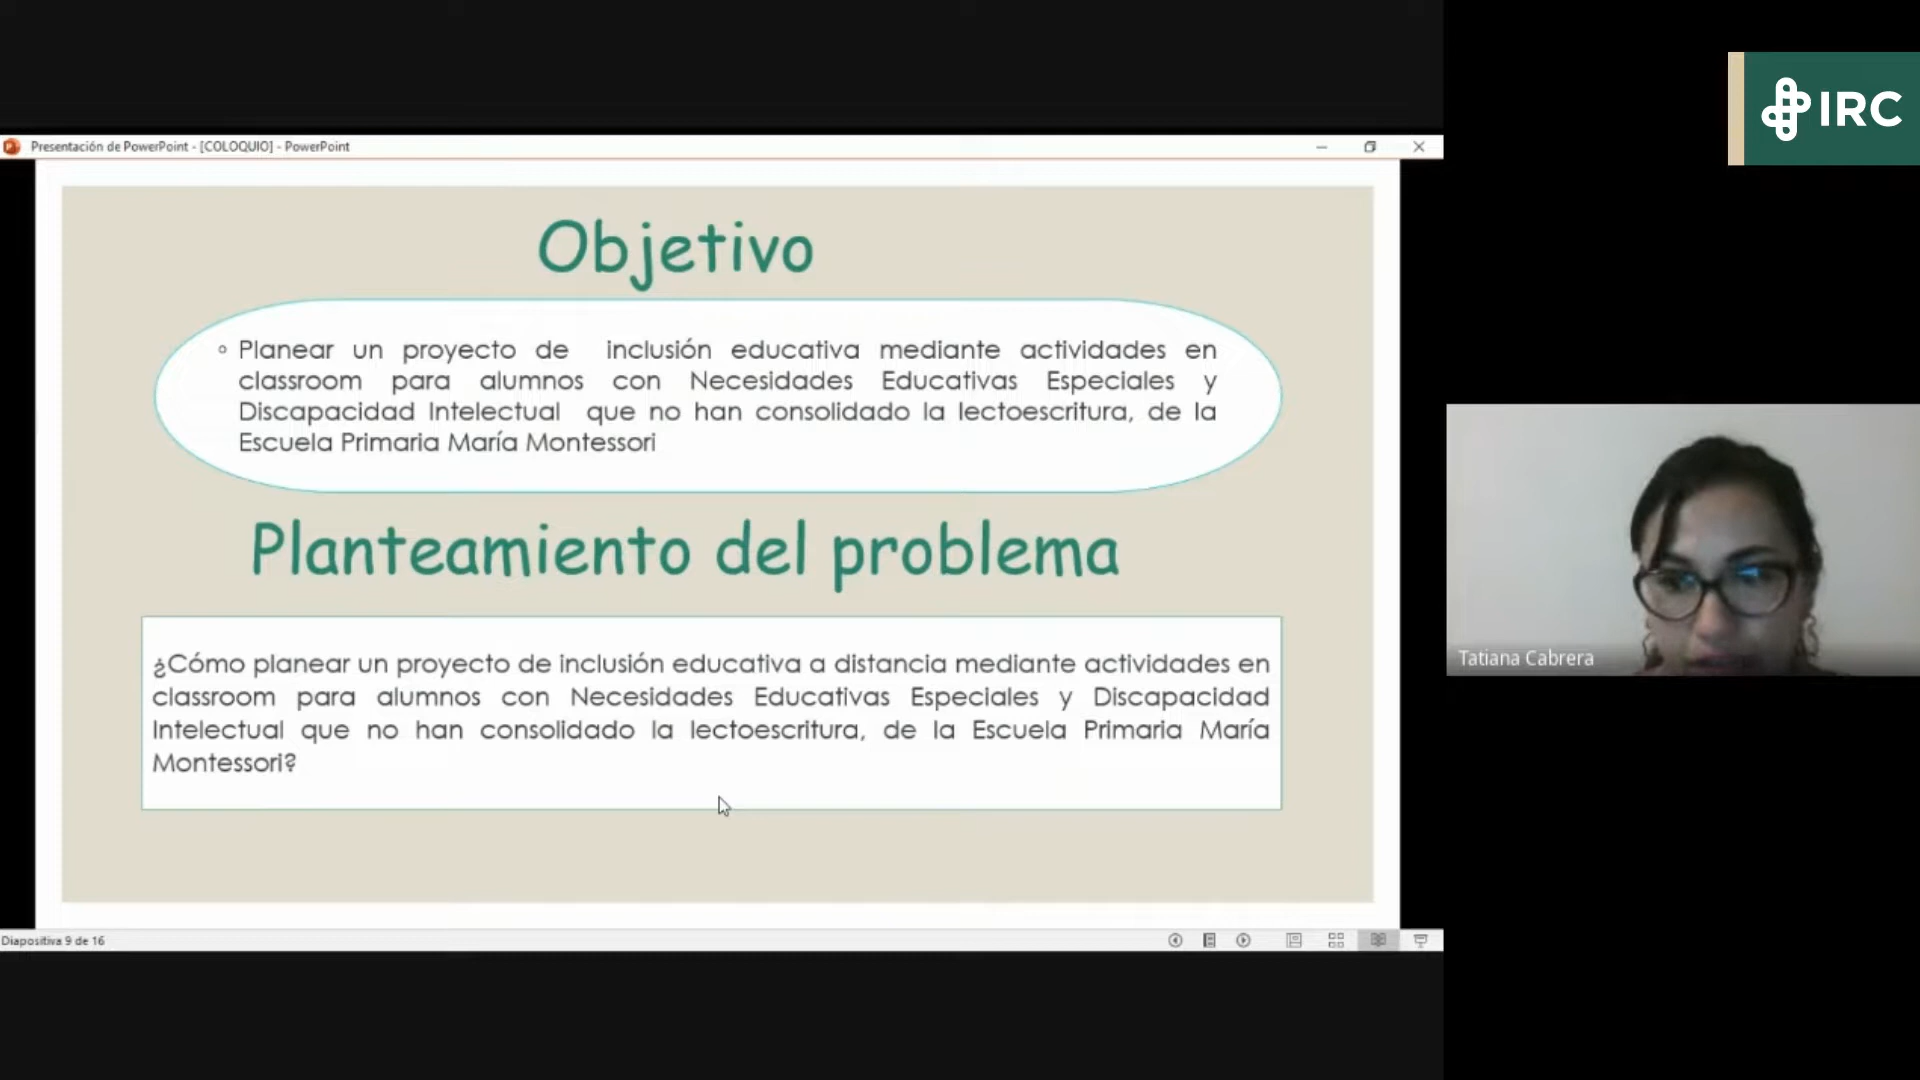 IRC
Presentación de PowerPoint - [COLOQUIO] - PowerPoint
Objetivo
Planear un proyecto de inclusión educativa mediante actividades en
classroom para alumnos con Necesidades Educativas Especiales y
Discapacidad Intelectual que no han consolidado la lectoescritura, de la
Escuela Primaria María Montessori
Planteamiento del problema
¿Cómo planear un proyecto de inclusión educativa a distancia mediante actividades en
classroom para alumnos con Necesidades Educativas Especiales y Discapacidad
Intelectual que no han consolidado la lectoescritura, de la Escuela Primaria María
Montessori?
Tatiana Cabrera
Diapositiva 9 de 16